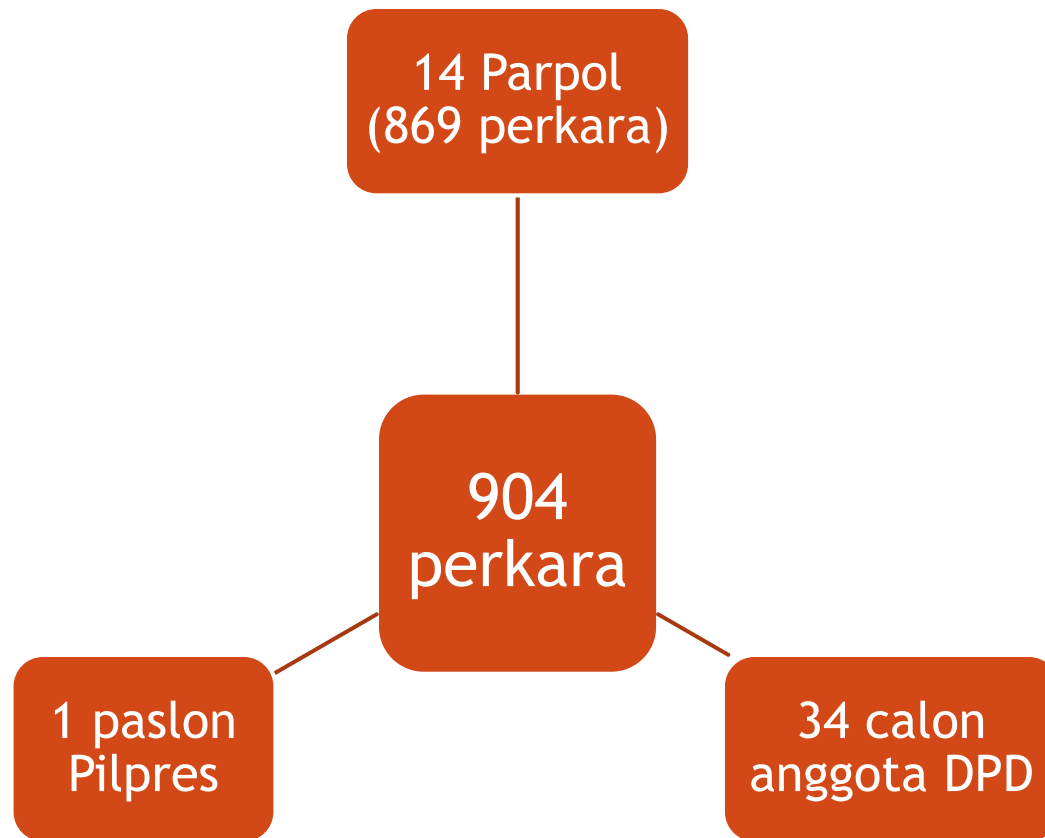 14 Parpol
(869 perkara)
904
perkara
1 paslon
Pilpres
34 calon
anggota DPD